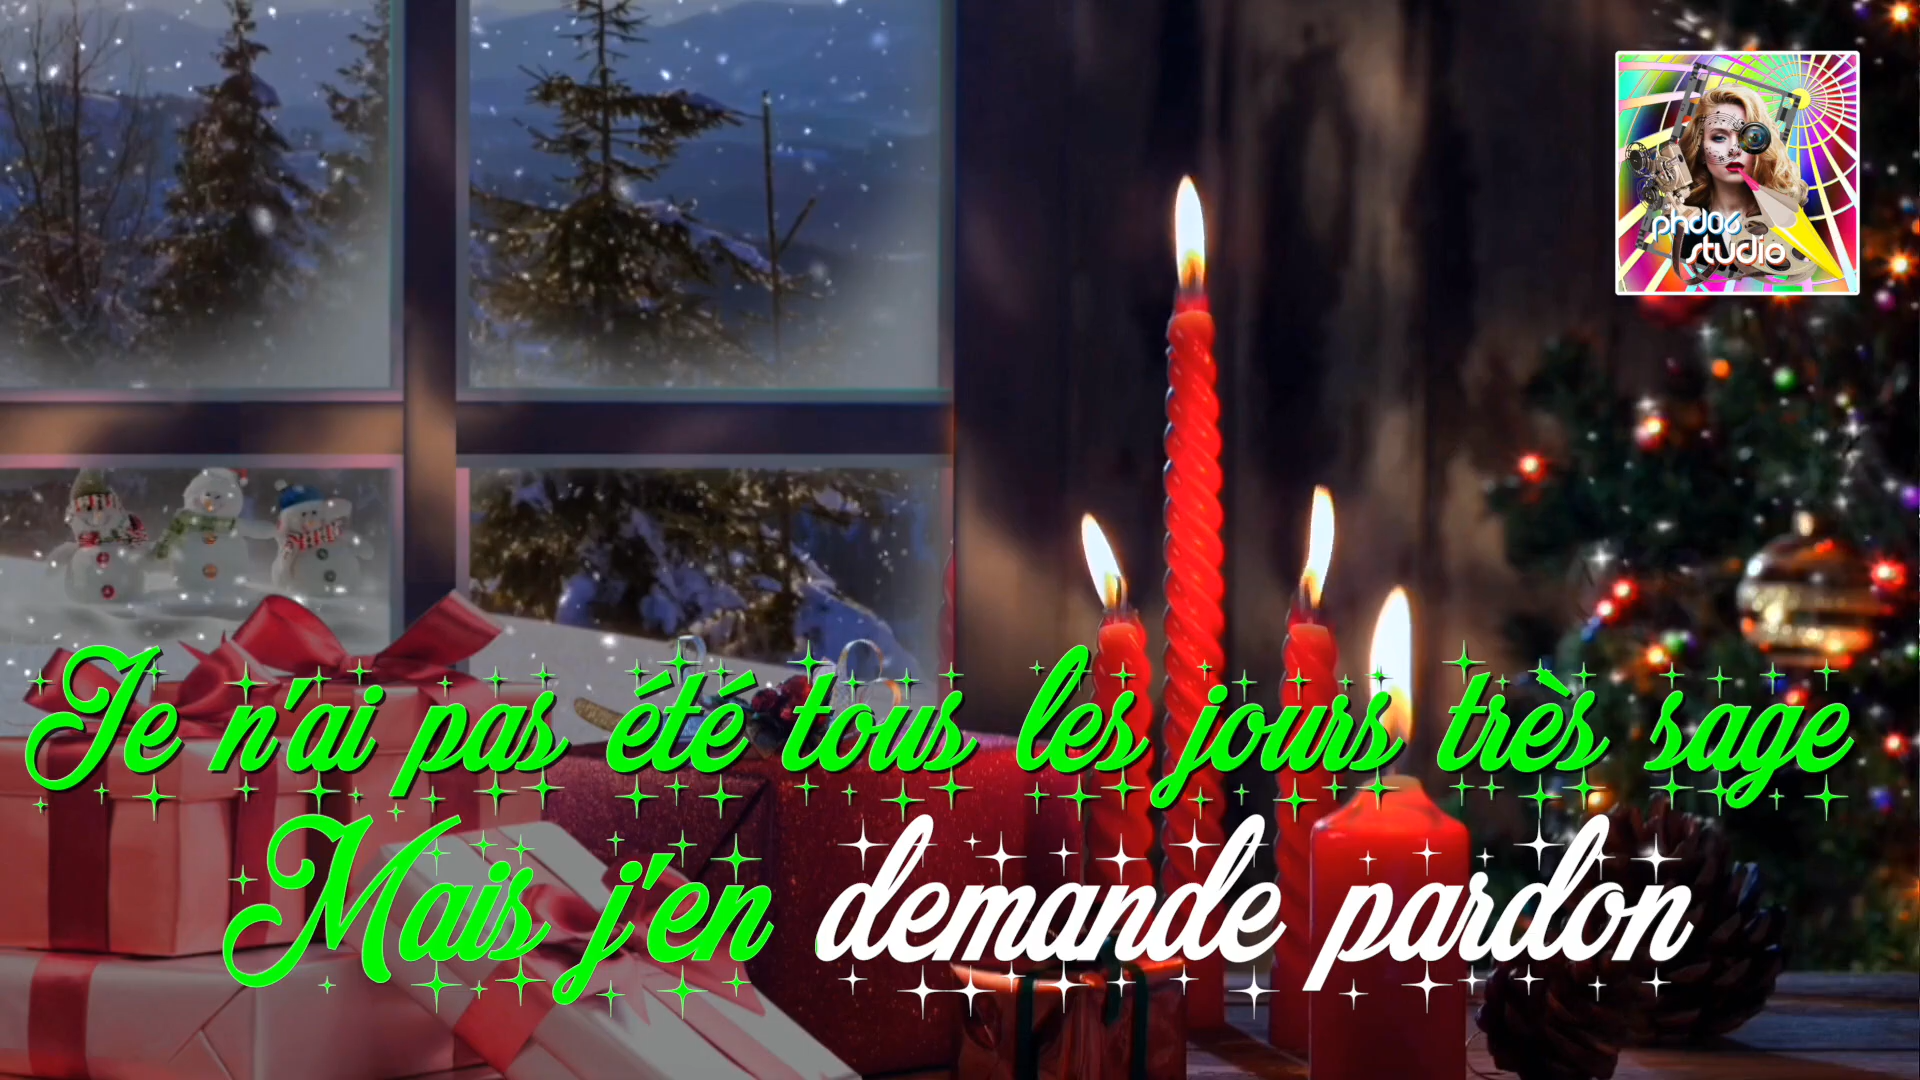 phd06
studio
Je n'ai pas été tous les jours très sage
Mais j'en demande pardon